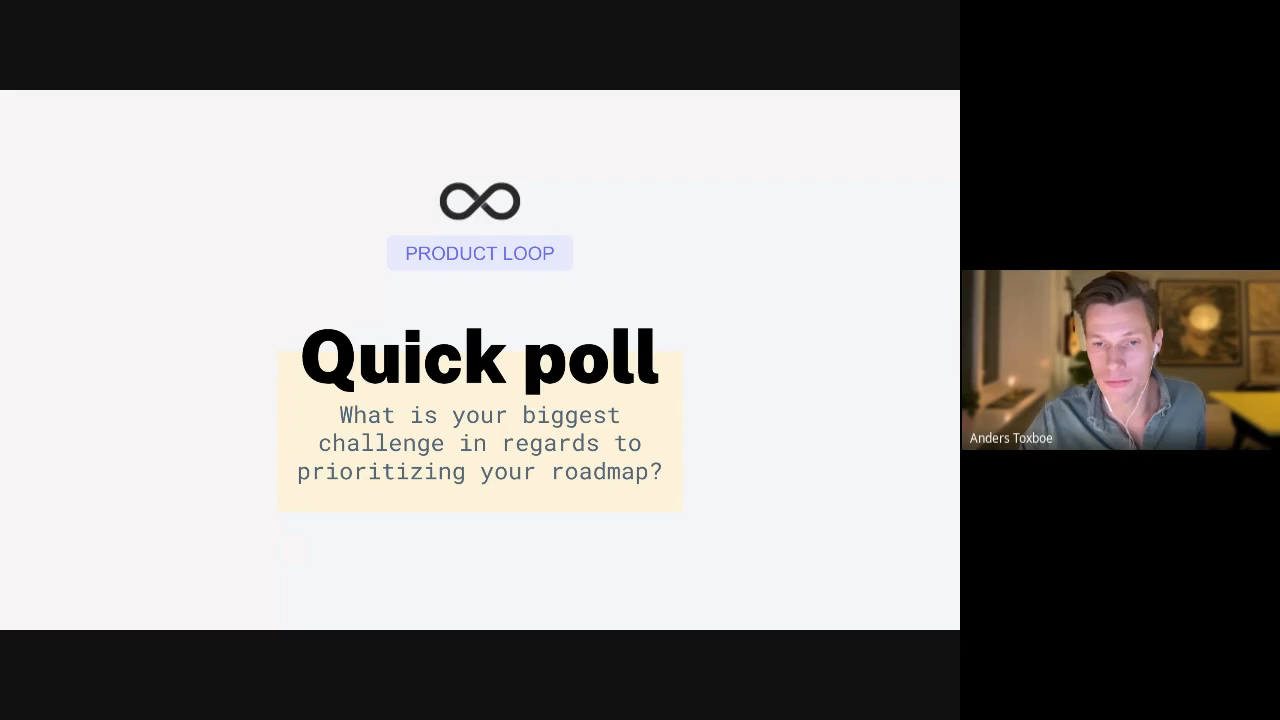 PRODUCT LOOP
Quick poll
What is your biggest
challenge in regards to
prioritizing your roadmap?
Anders Toxboe